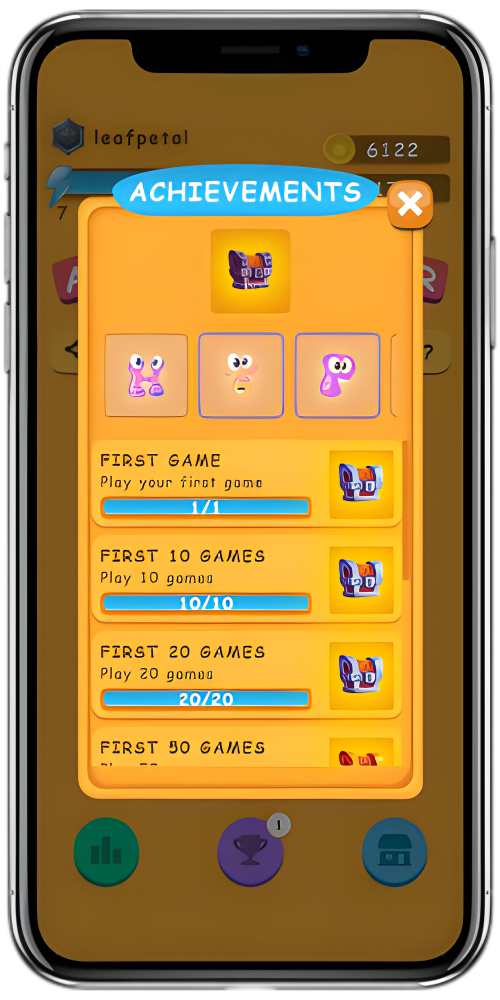 leafpetal
6122
7
ACHIEVEMENTS
A
R
?
FIRST GAME
Play your first game
1/1
FIRST 10 GAMES
Play 10 games
10/10
FIRST 20 GAMES
Play 20 games
20/20
FIRST 50 GAMES
1